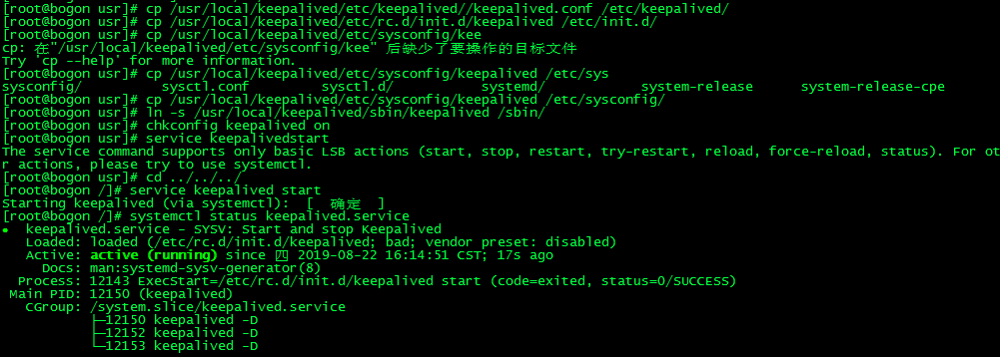 [root@bogon usr]# cp /usr/local/keepalived/etc/keepalived//keepalived.conf /etc/keepalived/
[root@bogon usr]# cp /usr/local/keepalived/etc/rc.d/init.d/keepalived /etc/init.d/
[root@bogon usr]# cp /usr/local/keepalived/etc/sysconfig/kee
cp: 在"/usr/local/keepalived/etc/sysconfig/kee" 后缺少了要操作的目标文件
Try 'cp --help' for more information.
[root@bogon usr]# cp /usr/local/keepalived/etc/sysconfig/keepalived /etc/sys
sysconfig/ sysctl.conf sysctl.d/ systemd/ system-release system-release-cpe
[root@bogon usr]# cp /usr/local/keepalived/etc/sysconfig/keepalived /etc/sysconfig/
[root@bogon usr]# ln -s /usr/local/keepalived/sbin/keepalived /sbin/
[root@bogon usr]# chkconfig keepalived on
[root@bogon usr]# service keepalivedstart
The service command supports only basic LSB actions (start, stop, restart, try-restart, reload, force-reload, status). For ot
r actions, please try to use systemctl.
[root@bogon usr]# cd ../../../
[root@bogon /]# service keepalived start
Starting keepalived (via systemctl): [ 确定 ]
[root@bogon /]# systemctl status keepalived.service
● keepalived.service - SYSV: Start and stop Keepalived
Loaded: loaded (/etc/rc.d/init.d/keepalived; bad; vendor preset: disabled)
Active: active (running) since 四 2019-08-22 16:14:51 CST; 17s ago
Docs: man:systemd-sysv-generator(8)
Process: 12143 ExecStart=/etc/rc.d/init.d/keepalived start (code=exited, status=0/SUCCESS)
Main PID: 12150 (keepalived)
CGroup: /system.slice/keepalived.service
├─12150 keepalived -D
├─12152 keepalived -D
└─12153 keepalived -D